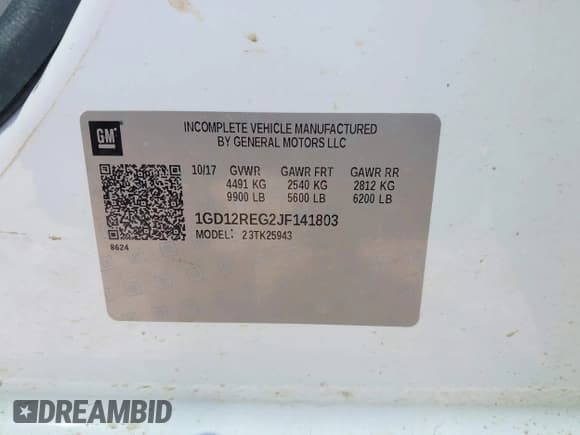 GM
INCOMPLETE VEHICLE MANUFACTURED
BY GENERAL MOTORS LLC
10/17 GVWR GAWR FRT GAWR RR
4491 KG 2540 KG 2812 KG
9900 LB 5600 LB 6200 LB
1GD12REG2JF141803
MODEL: 23TK25943
8624
DREAMBID